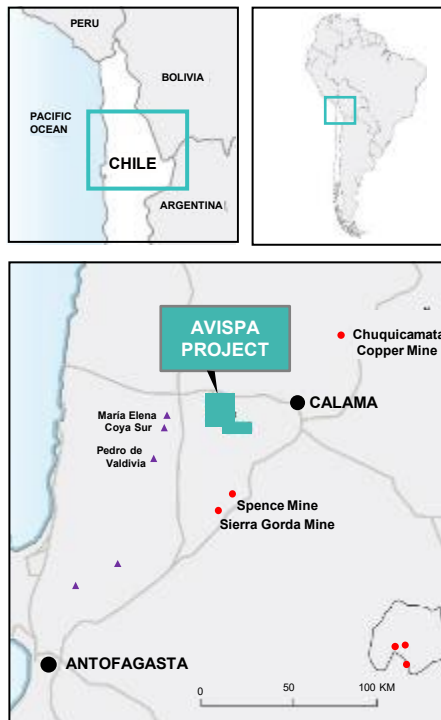 PERU
BOLIVIA
PACIFIC
OCEAN
CHILE
ARGENTINA
AVISPA
PROJECT
Chuquicamata
Copper Mine
CALAMA
María Elena
Coya Sur
Pedro de
Valdivia
Spence Mine
Sierra Gorda Mine
ANTOFAGASTA
0 50 100 KM